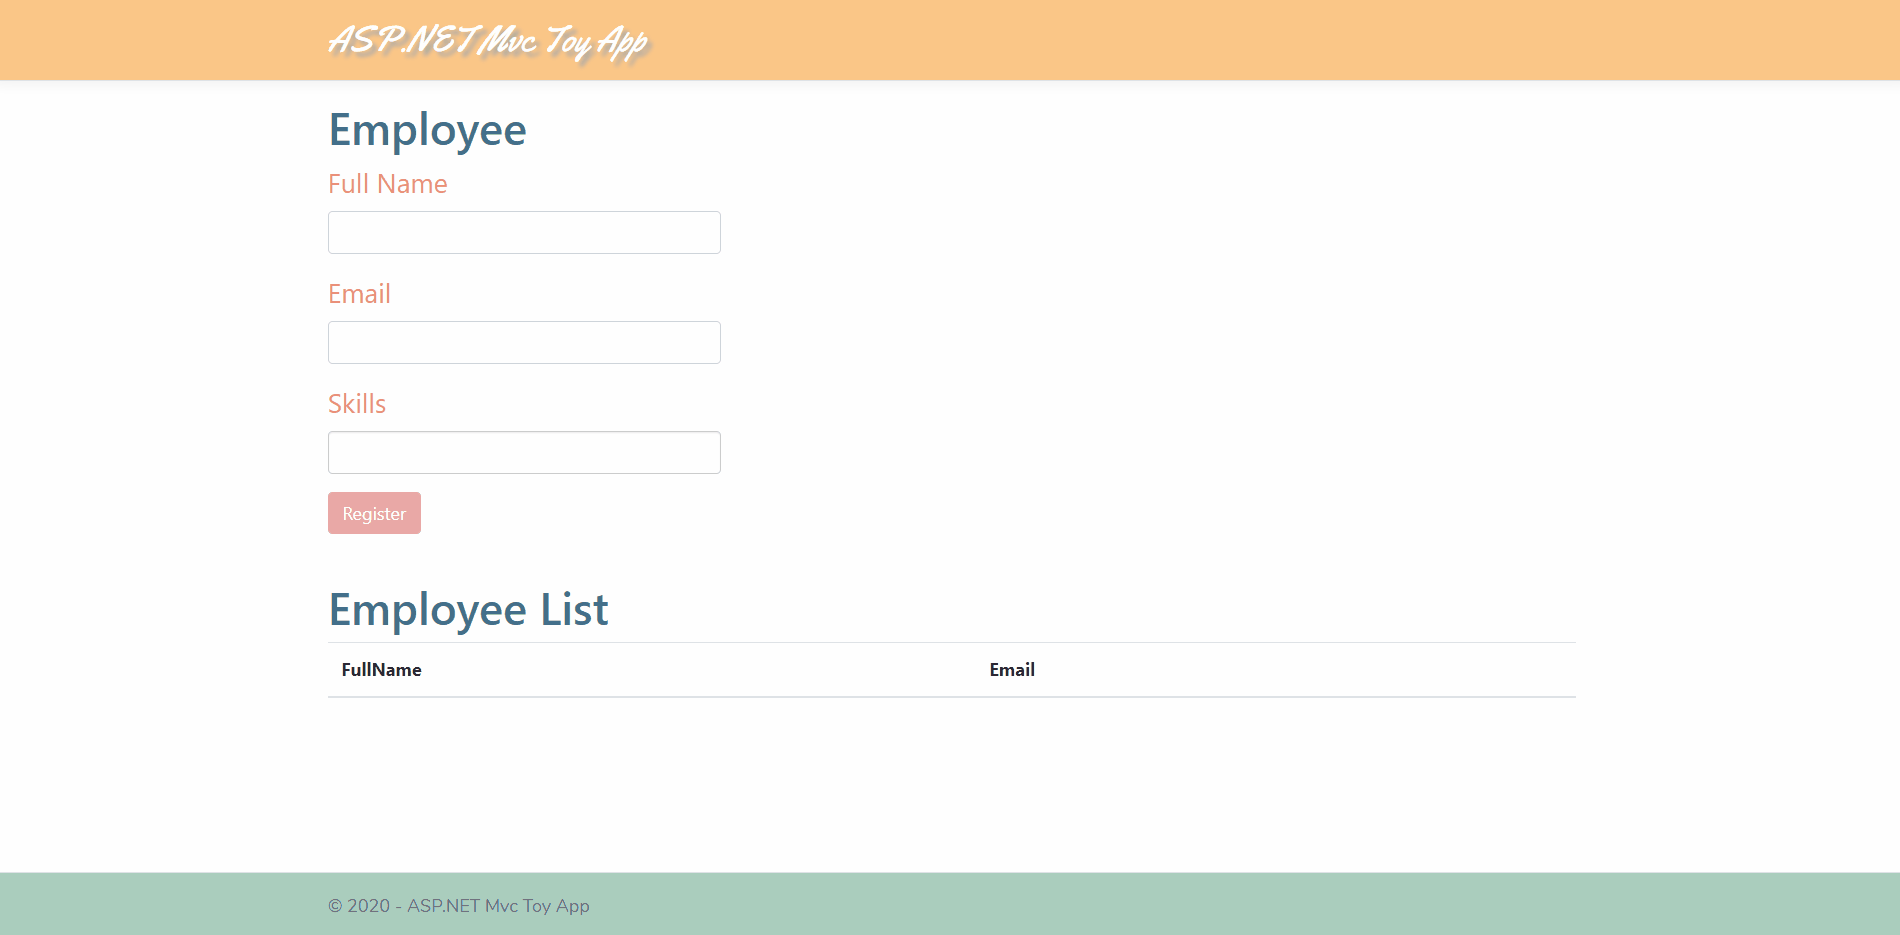 ASP.NET Mvc Toy App
Employee
Full Name
Email
Skills
Register
Employee List
FullName Email
© 2020 - ASP.NET Mvc Toy App